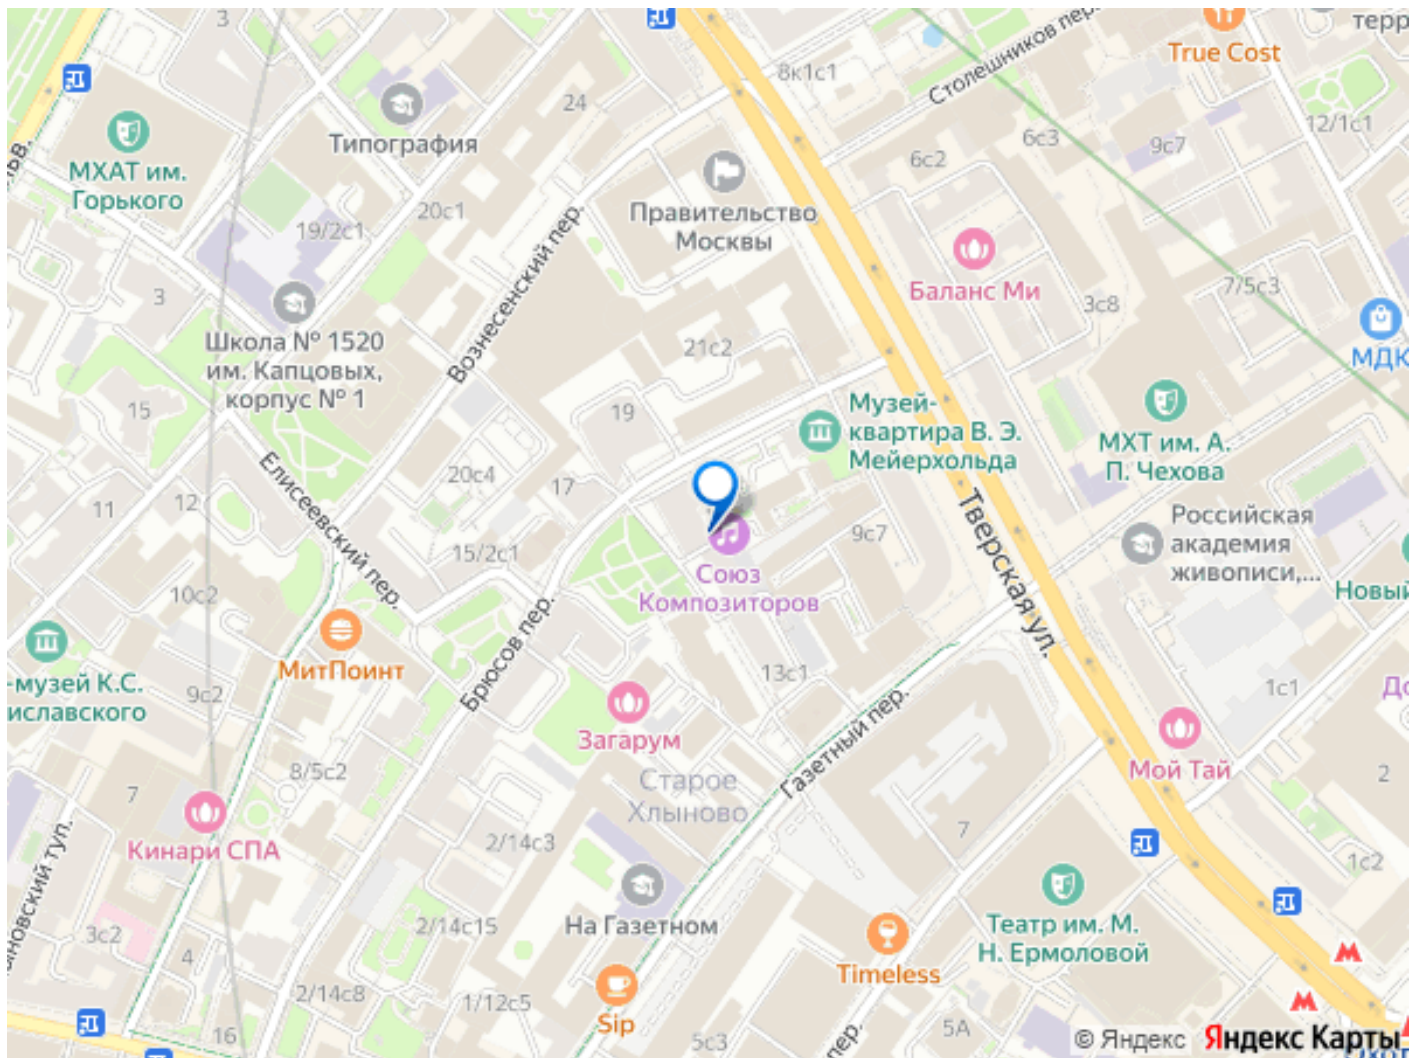 3
терр
True Cost
8к1с1
Столешников пер.
24
12/1с1
Типография
6с3
9с7
6с2
МХАТ им.
Горького
20с1
Правительство
Москвы
19/2с1
Вознесенский пер.
7/5с3
Баланс Ми
3
3с8
Школа № 1520
им. Капцовых,
корпус № 1
21с2
МДК
15
19
Музей-
квартира В. Э.
Мейерхольда
МХТ им. А.
П. Чехова
Елисеевский пер.
20с4
17
12
11
Тверская ул.
Российская
академия
живописи,...
9с7
15/2с1
Союз
Композиторов
10с2
Новый
Брюсов пер.
МитПоинт
13с1
-музей К.С.
иславского
9с2
1с1
Газетный пер.
Загарум
Мой Тай
Старое
Хлыново
8/5с2
2
7
7
Кинари СПА
2/14с3
1с2
ановский туп.
На Газетном
2/14с15
Театр им. М.
Н. Ермоловой
3с2
4
Timeless
2/14с8
1/12с5
Sip
16
5с3
пер.
5А
© Яндекс Яндекс Карты